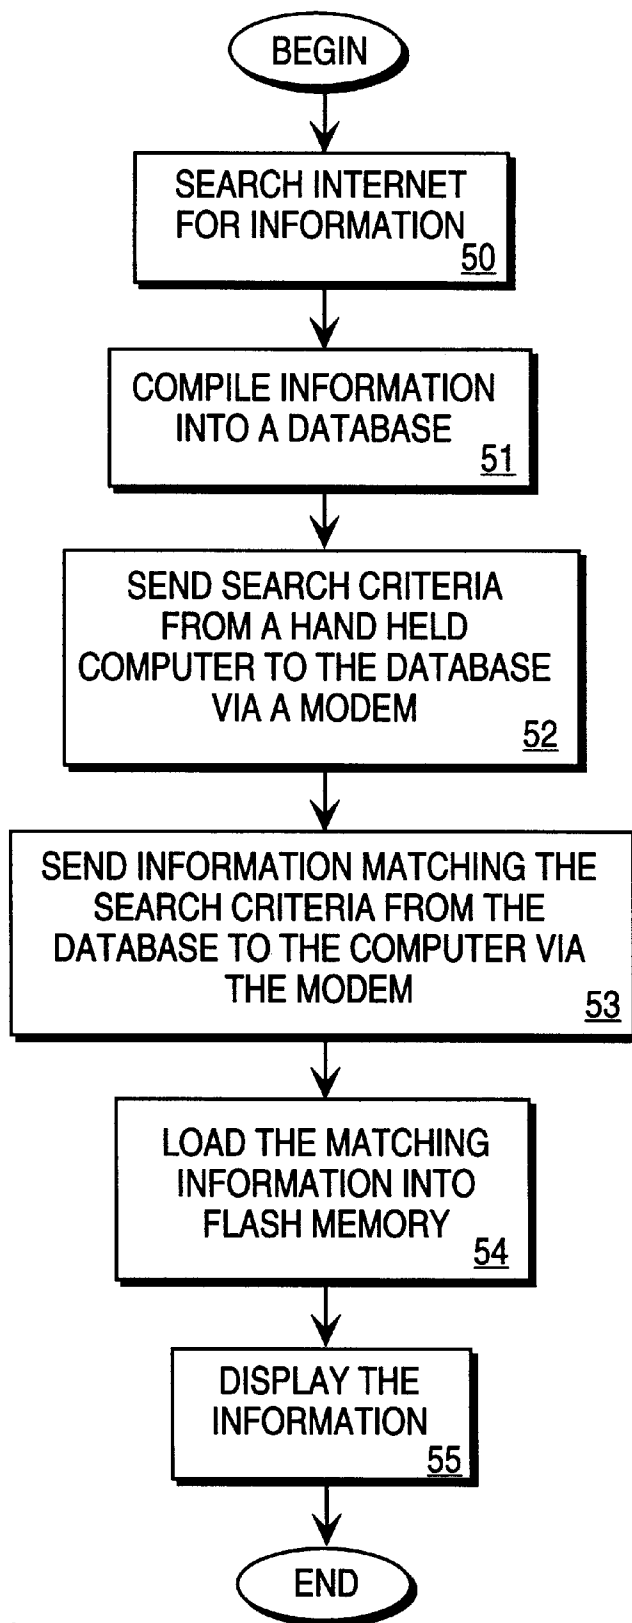 BEGIN
SEARCH INTERNET
FOR INFORMATION
50
COMPILE INFORMATION
INTO A DATABASE
51
SEND SEARCH CRITERIA
FROM A HAND HELD
COMPUTER TO THE DATABASE
VIA A MODEM
52
SEND INFORMATION MATCHING THE
SEARCH CRITERIA FROM THE
DATABASE TO THE COMPUTER VIA
THE MODEM
53
LOAD THE MATCHING
INFORMATION INTO
FLASH MEMORY
54
DISPLAY THE
INFORMATION
55
END